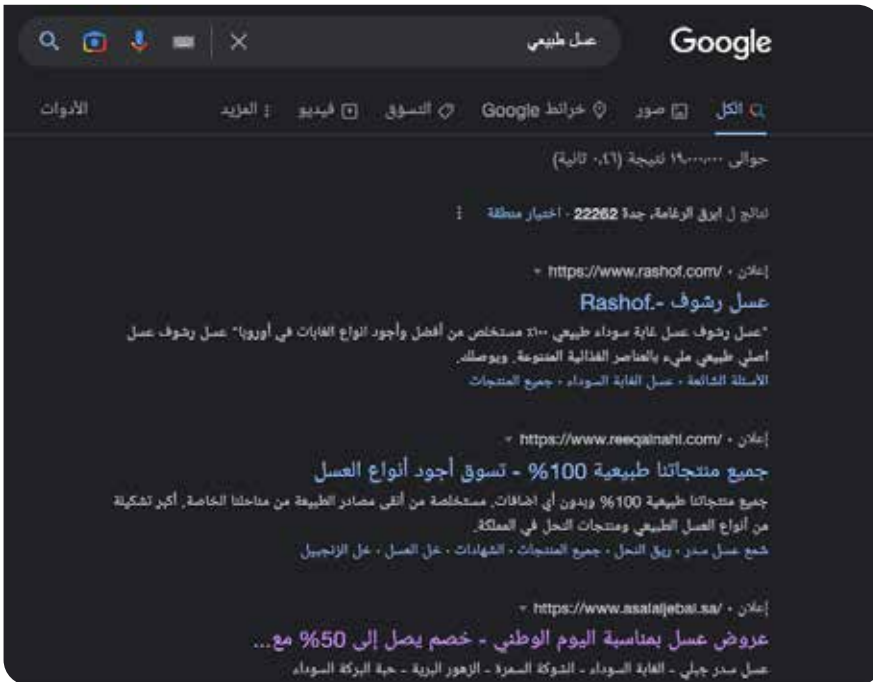 Google
عسل طبيعي
الكل صور خرائط Google التسوّق فيديو المزيد الأدوات
حوالي ١٩٠٠٠٠٠٠ نتيجة (٠٫٤٦ ثانية)
نتائج ل ابرق الرغامة، جدة 22262 · اختيار منطقة
إعلان · https://www.rashof.com/
عسل رشوف -.Rashof
"عسل رشوف عسل غابة سوداء طبيعي ١٠٠٪ مستخلص من أفضل وأجود انواع الغابات في أوروبا" عسل رشوف عسل
اصلي طبيعي مليء بالعناصر الغذائية المتنوعة. ويوصلك.
الأسئلة الشائعة · عسل الغابة السوداء · جميع المنتجات
إعلان · https://www.reeqalnahl.com/
جميع منتجاتنا طبيعية 100% - تسوق أجود أنواع العسل
جميع منتجاتنا طبيعية 100% وبدون أي اضافات. مستخلصة من أنقى مصادر الطبيعة من مناحلنا الخاصة. أكبر تشكيلة
من أنواع العسل الطبيعي ومنتجات النحل في المملكة.
شمع عسل سدر · ريق النحل · جميع المنتجات · الشهادات · خل العسل · خل الزنجبيل
إعلان · https://www.asalaljebal.sa/
عروض عسل بمناسبة اليوم الوطني - خصم يصل إلى 50% مع...
عسل سدر جبلي - الغابة السوداء - الشوكة السمرة - الزهور البرية - حبة البركة السوداء